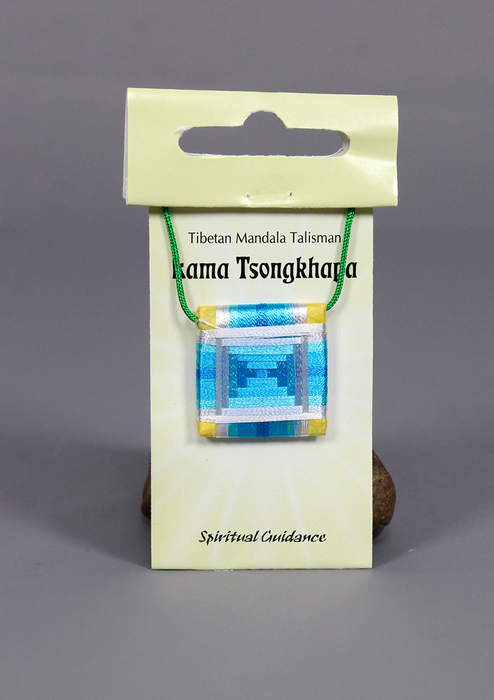 Tibetan Mandala Talisman
Lama Tsongkhapa
Spiritual Guidance